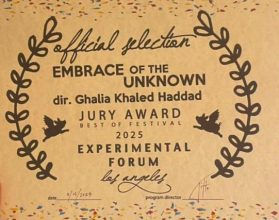 official selection
EMBRACE OF THE
UNKNOWN
dir. Ghalia Khaled Haddad
JURY AWARD
BEST OF FESTIVAL
2025
EXPERIMENTAL
FORUM
los angeles
date
program director